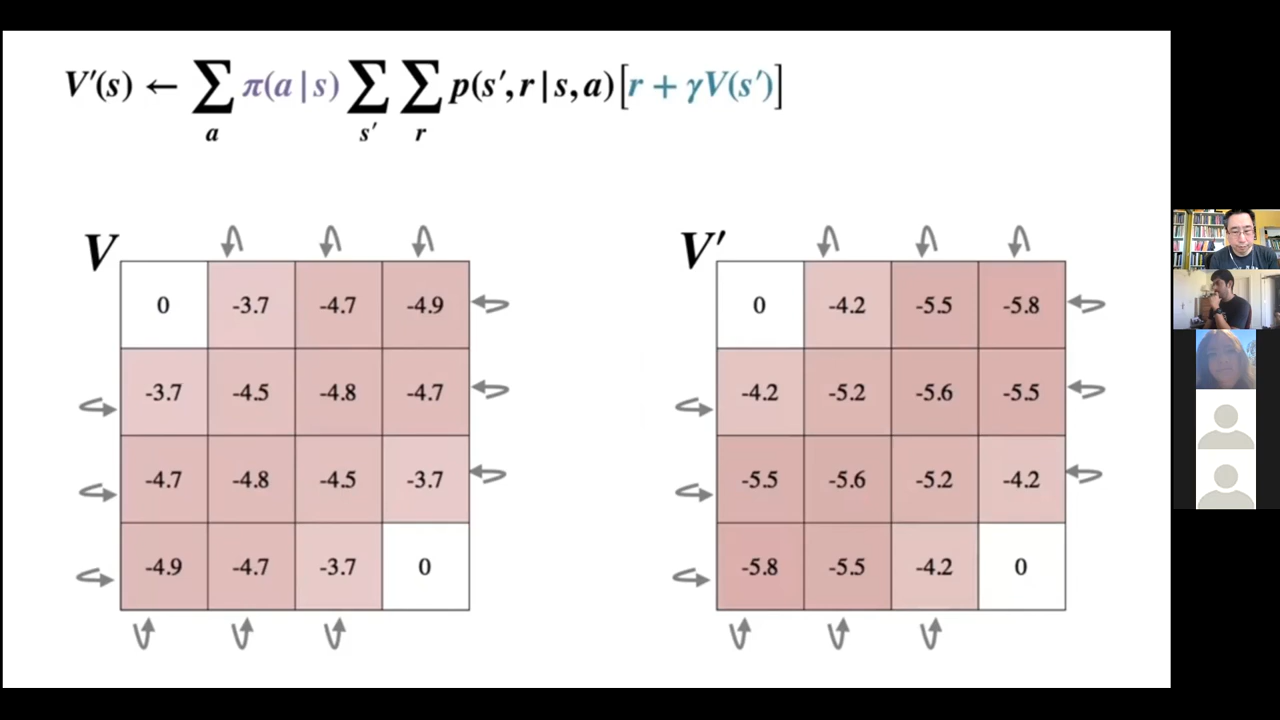 V′(s) ← ∑ π(a|s) ∑ ∑ p(s′, r|s, a)[r + γV(s′)]
a s′ r
V V′
0 -3.7 -4.7 -4.9 0 -4.2 -5.5 -5.8
-3.7 -4.5 -4.8 -4.7 -4.2 -5.2 -5.6 -5.5
-4.7 -4.8 -4.5 -3.7 -5.5 -5.6 -5.2 -4.2
-4.9 -4.7 -3.7 0 -5.8 -5.5 -4.2 0